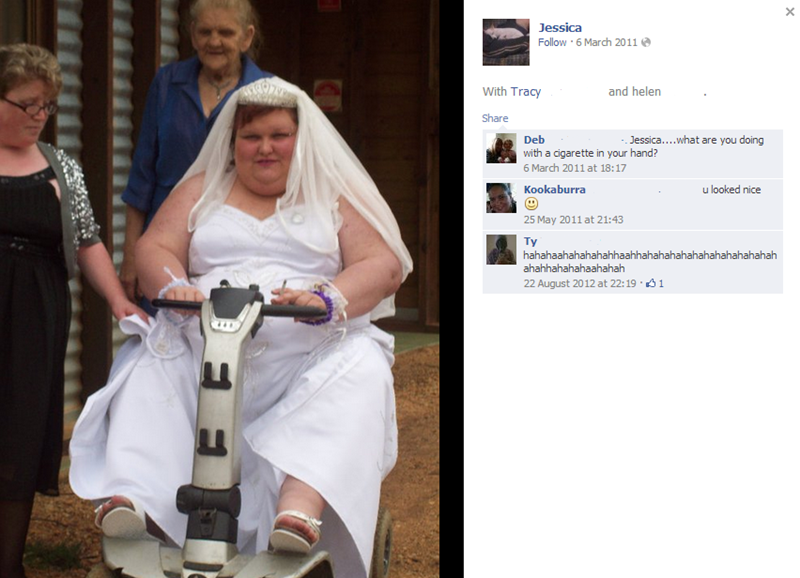 Jessica
Follow · 6 March 2011
With Tracy and helen .
Share
Deb . Jessica....what are you doing
with a cigarette in your hand?
6 March 2011 at 18:17
Kookaburra . u looked nice
25 May 2011 at 21:43
Ty
hahahaahahahahahhaahhahahahahahahahahahahahah
ahahhahahahaahahah
22 August 2012 at 22:19 · 1